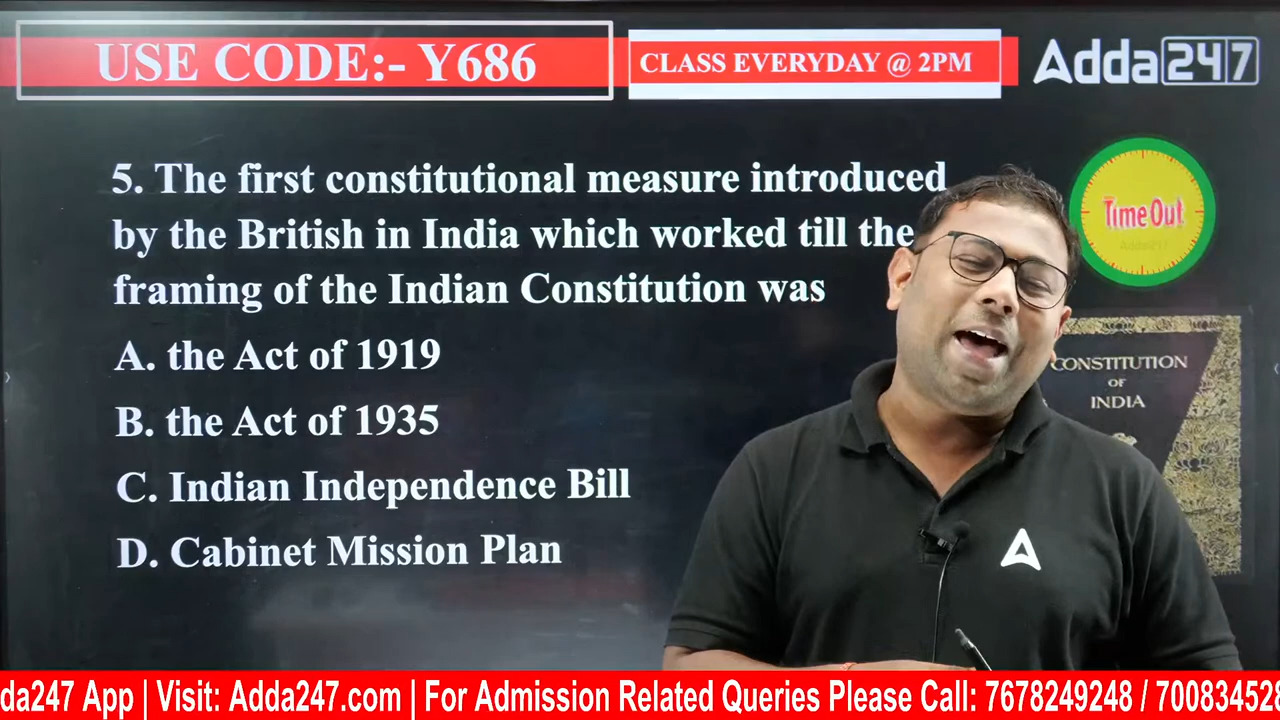 USE CODE:- Y686
CLASS EVERYDAY @ 2PM
Adda247
5. The first constitutional measure introduced
by the British in India which worked till the
framing of the Indian Constitution was
A. the Act of 1919
B. the Act of 1935
C. Indian Independence Bill
D. Cabinet Mission Plan
Time Out
Adda247
CONSTITUTION
OF
INDIA
da247 App | Visit: Adda247.com | For Admission Related Queries Please Call: 7678249248 / 700834528